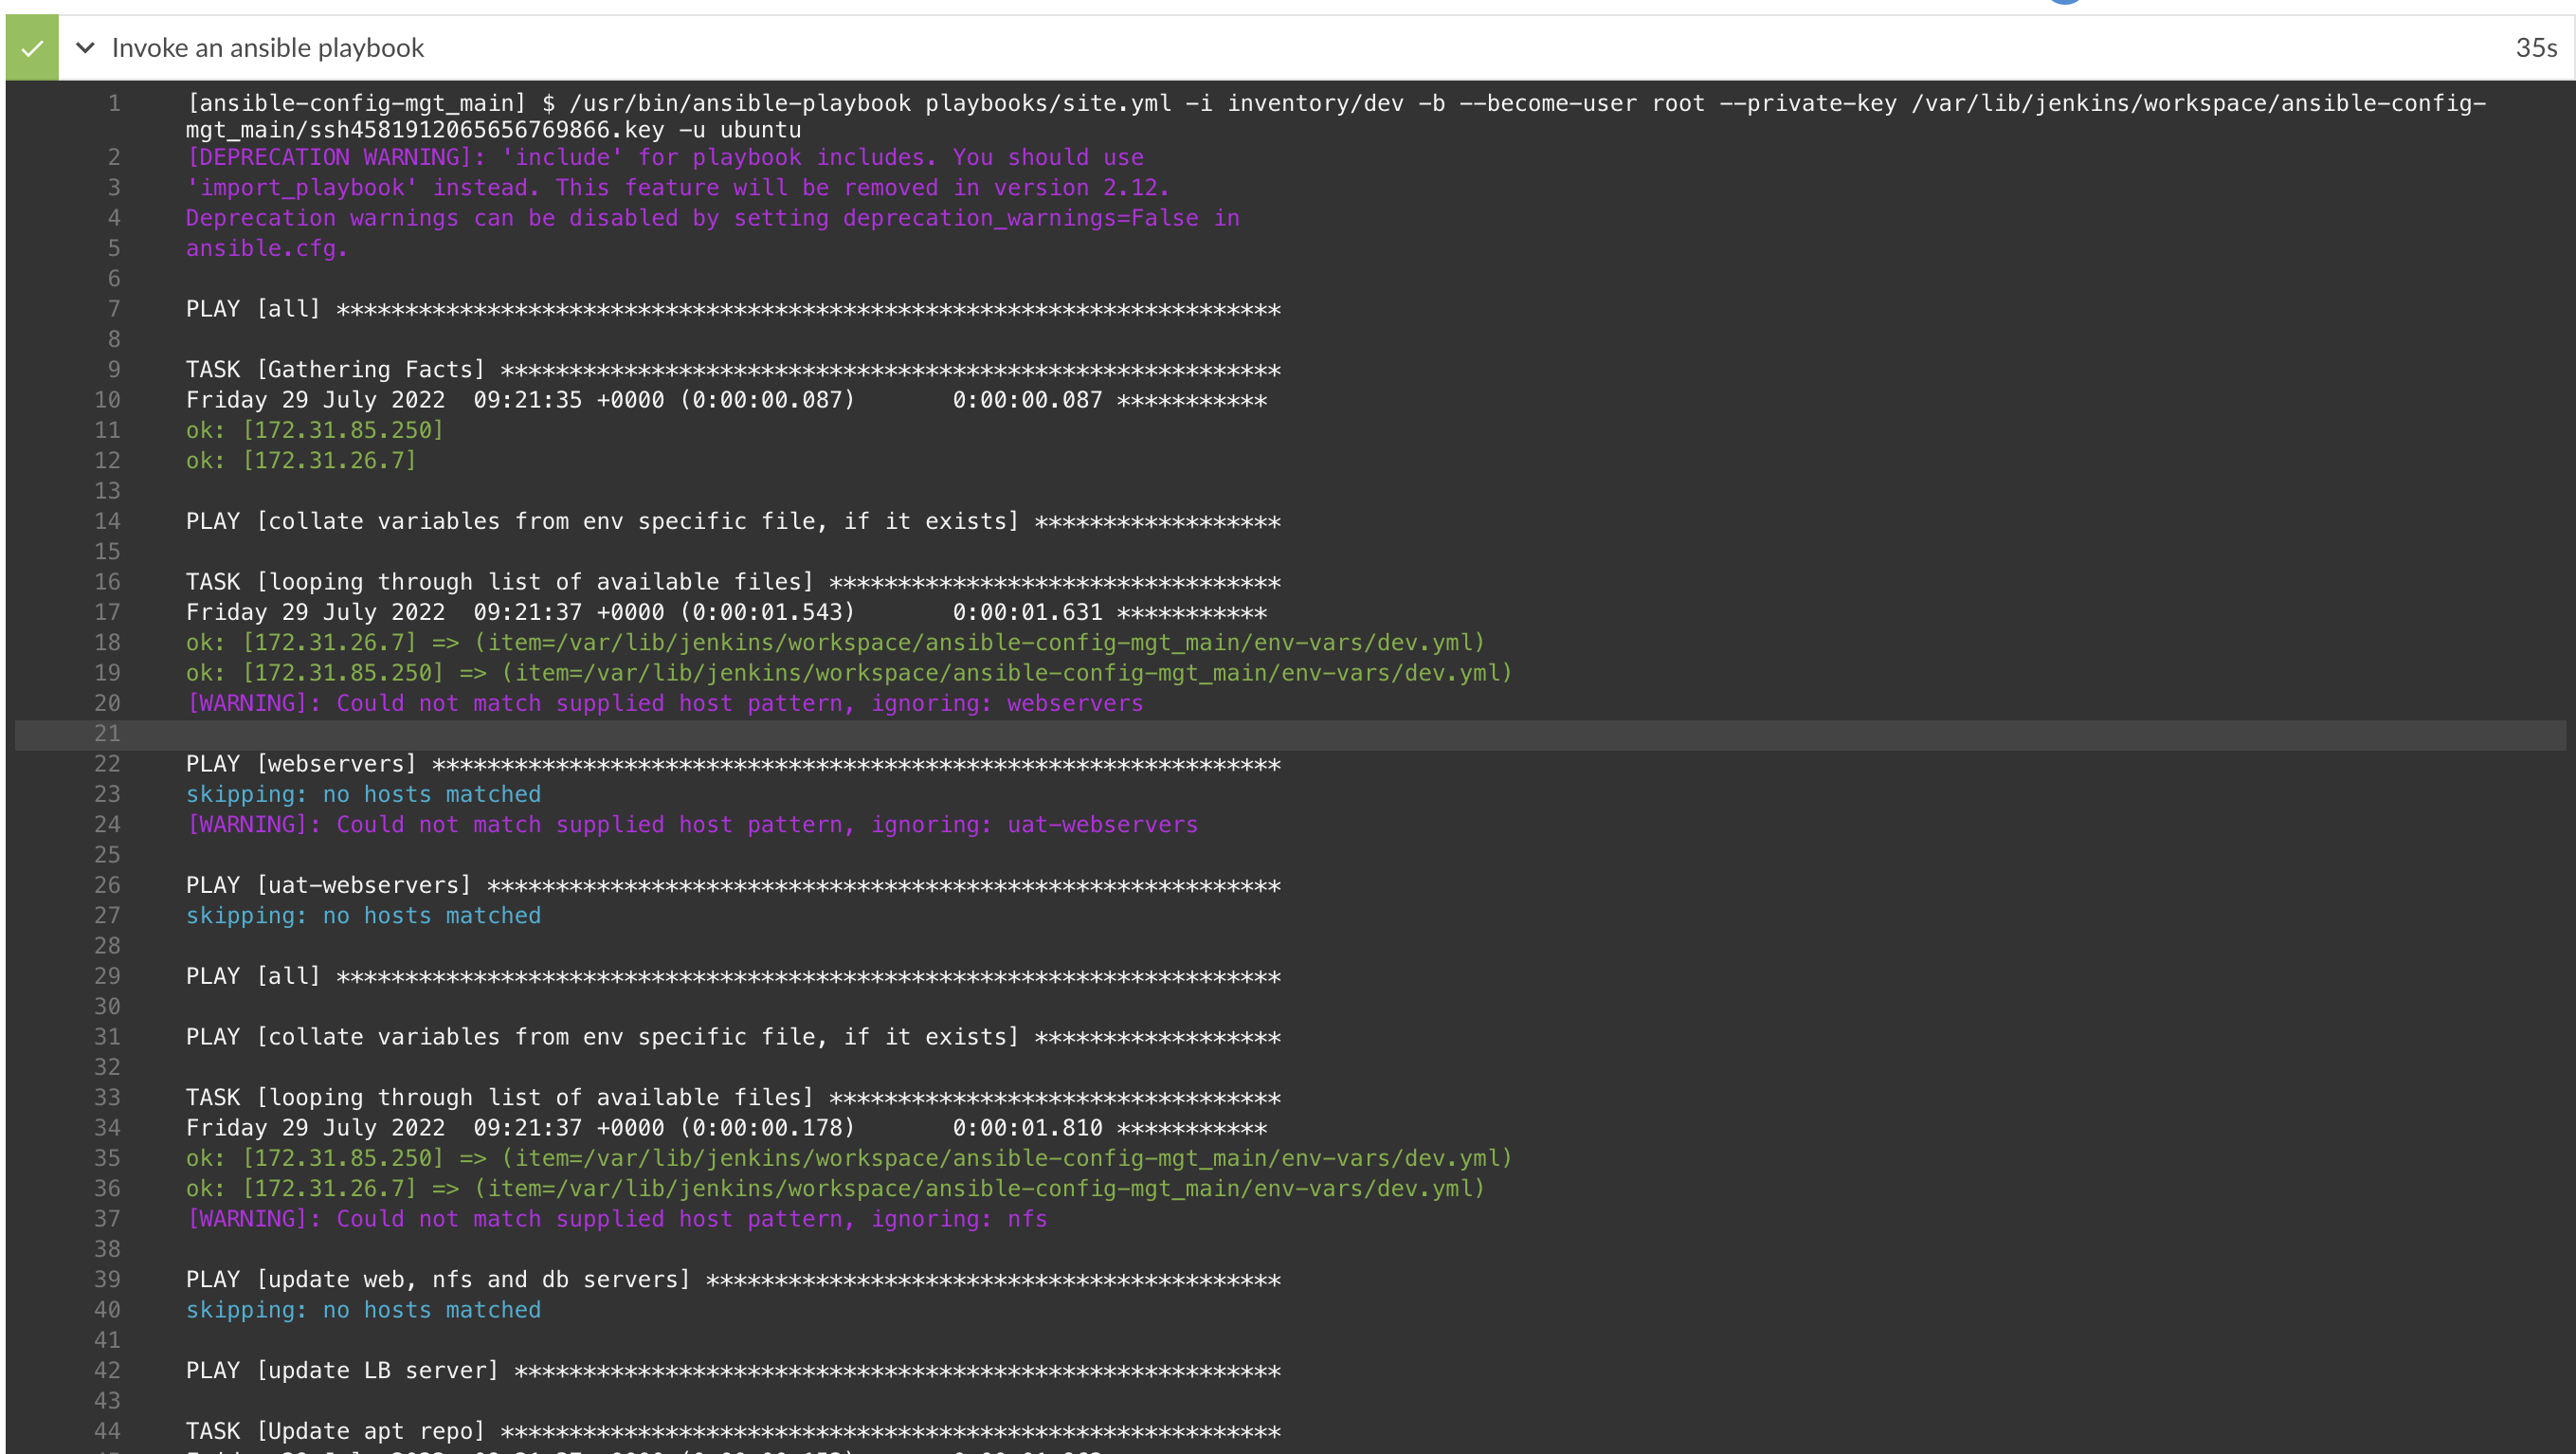 Invoke an ansible playbook 35s
1 [ansible-config-mgt_main] $ /usr/bin/ansible-playbook playbooks/site.yml -i inventory/dev -b --become-user root --private-key /var/lib/jenkins/workspace/ansible-config-
mgt_main/ssh4581912065656769866.key -u ubuntu
2 [DEPRECATION WARNING]: 'include' for playbook includes. You should use
3 'import_playbook' instead. This feature will be removed in version 2.12.
4 Deprecation warnings can be disabled by setting deprecation_warnings=False in
5 ansible.cfg.
6
7 PLAY [all] *********************************************************************
8
9 TASK [Gathering Facts] *********************************************************
10 Friday 29 July 2022  09:21:35 +0000 (0:00:00.087)       0:00:00.087 ***********
11 ok: [172.31.85.250]
12 ok: [172.31.26.7]
13
14 PLAY [collate variables from env specific file, if it exists] ******************
15
16 TASK [looping through list of available files] *********************************
17 Friday 29 July 2022  09:21:37 +0000 (0:00:01.543)       0:00:01.631 ***********
18 ok: [172.31.26.7] => (item=/var/lib/jenkins/workspace/ansible-config-mgt_main/env-vars/dev.yml)
19 ok: [172.31.85.250] => (item=/var/lib/jenkins/workspace/ansible-config-mgt_main/env-vars/dev.yml)
20 [WARNING]: Could not match supplied host pattern, ignoring: webservers
21
22 PLAY [webservers] **************************************************************
23 skipping: no hosts matched
24 [WARNING]: Could not match supplied host pattern, ignoring: uat-webservers
25
26 PLAY [uat-webservers] **********************************************************
27 skipping: no hosts matched
28
29 PLAY [all] *********************************************************************
30
31 PLAY [collate variables from env specific file, if it exists] ******************
32
33 TASK [looping through list of available files] *********************************
34 Friday 29 July 2022  09:21:37 +0000 (0:00:00.178)       0:00:01.810 ***********
35 ok: [172.31.85.250] => (item=/var/lib/jenkins/workspace/ansible-config-mgt_main/env-vars/dev.yml)
36 ok: [172.31.26.7] => (item=/var/lib/jenkins/workspace/ansible-config-mgt_main/env-vars/dev.yml)
37 [WARNING]: Could not match supplied host pattern, ignoring: nfs
38
39 PLAY [update web, nfs and db servers] ******************************************
40 skipping: no hosts matched
41
42 PLAY [update LB server] ********************************************************
43
44 TASK [Update apt repo] *********************************************************